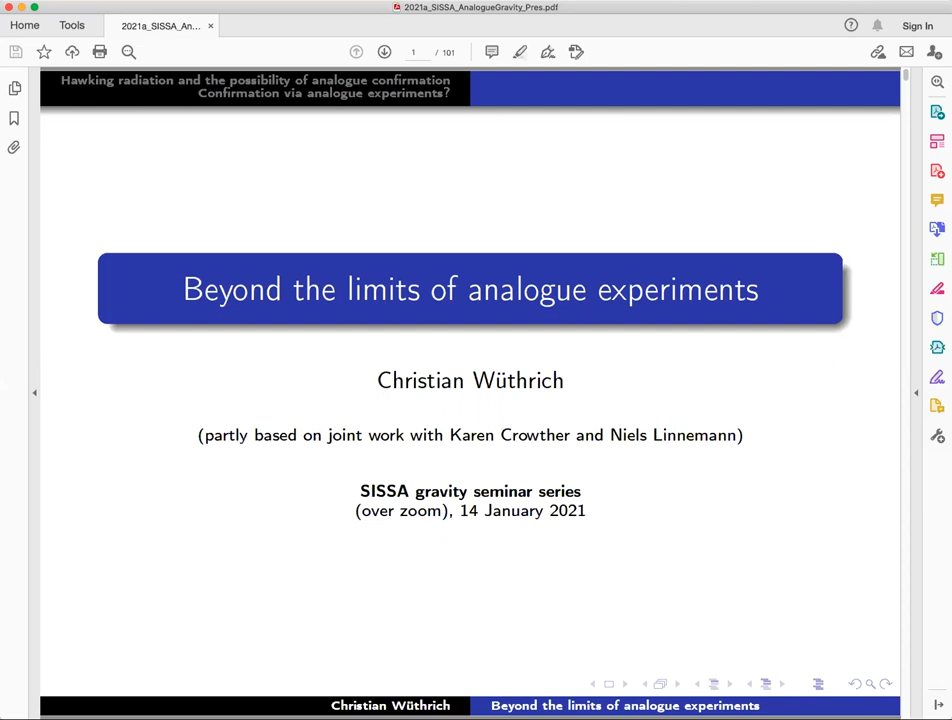 2021a_SISSA_AnalogueGravity_Pres.pdf
Home Tools 2021a_SISSA_An... × Sign In
1 / 101
Hawking radiation and the possibility of analogue confirmation
Confirmation via analogue experiments?
Beyond the limits of analogue experiments
Christian Wüthrich
(partly based on joint work with Karen Crowther and Niels Linnemann)
SISSA gravity seminar series
(over zoom), 14 January 2021
Christian Wüthrich Beyond the limits of analogue experiments